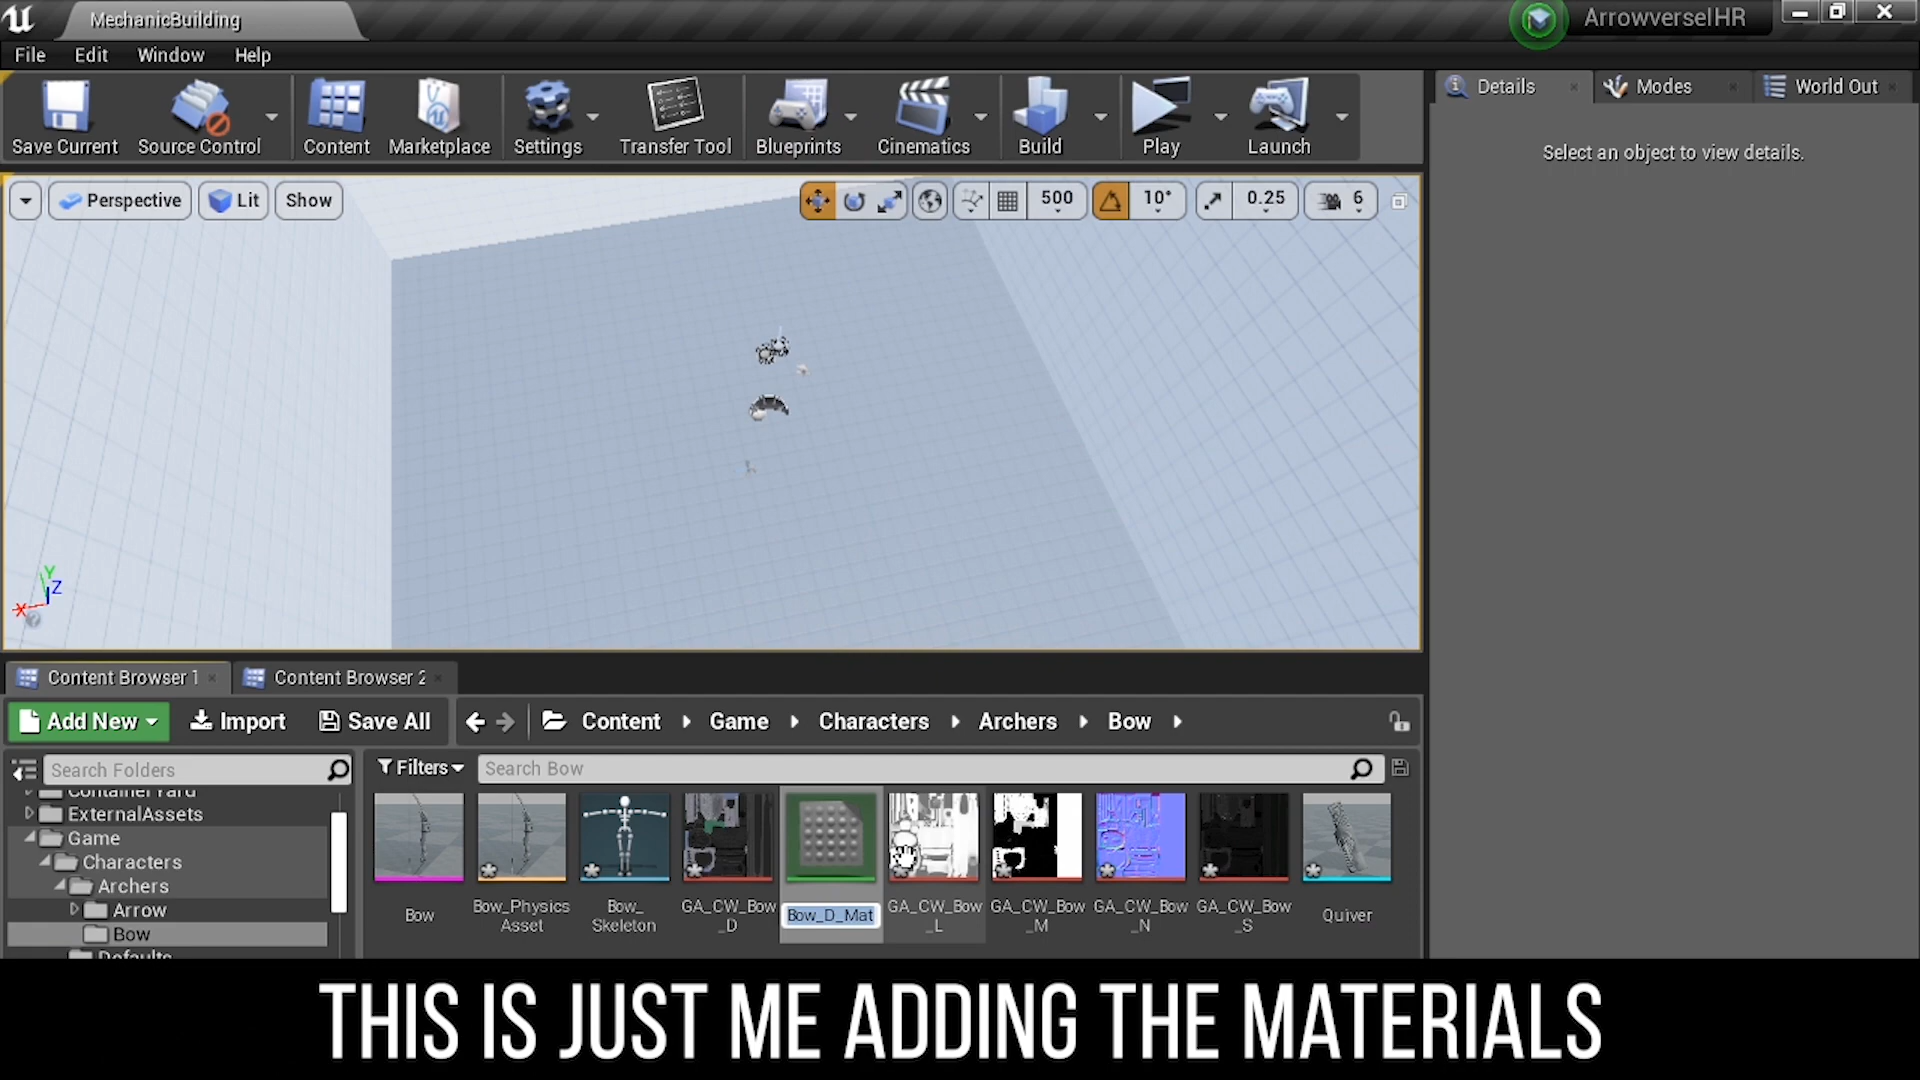 MechanicBuilding
ArrowverseIHR
File Edit Window Help
Save Current
Source Control
Content
Marketplace
Settings
Transfer Tool
Blueprints
Cinematics
Build
Play
Launch
Details
Modes
World Out
Select an object to view details.
Perspective
Lit
Show
500
10°
0.25
6
Y
Z
X
Content Browser 1
Content Browser 2
Add New
Import
Save All
Content
Game
Characters
Archers
Bow
Search Folders
Filters
Search Bow
ContainerYard
ExternalAssets
Game
Characters
Archers
Arrow
Bow
Defaults
Bow
Bow_Physics
Asset
Bow_
Skeleton
GA_CW_Bow
_D
Bow_D_Mat
GA_CW_Bow
_L
GA_CW_Bow
_M
GA_CW_Bow
_N
GA_CW_Bow
_S
Quiver
THIS IS JUST ME ADDING THE MATERIALS